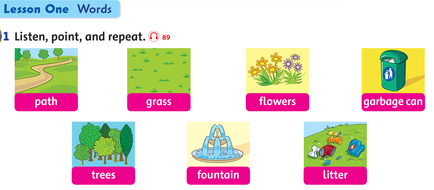 Lesson One Words
1 Listen, point, and repeat. 89
path grass flowers garbage can
trees fountain litter